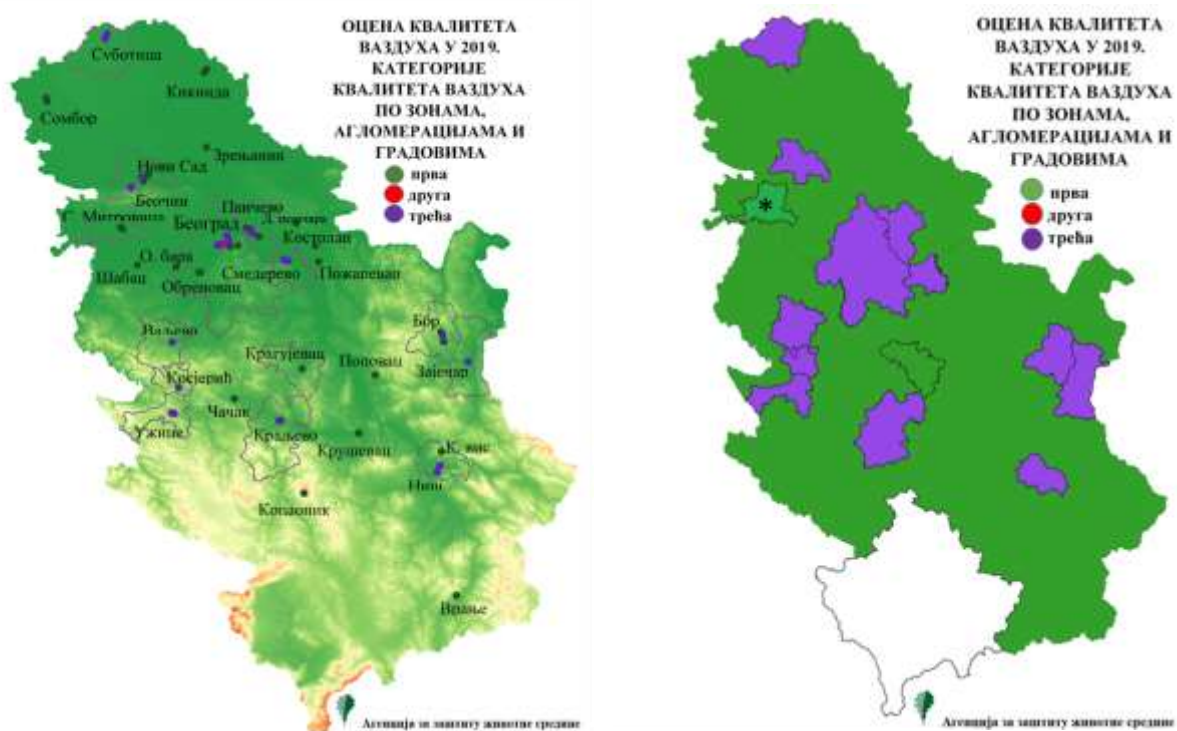 ОЦЕНА КВАЛИТЕТА
ВАЗДУХА У 2019.
КАТЕГОРИЈЕ
КВАЛИТЕТА ВАЗДУХА
ПО ЗОНАМА,
АГЛОМЕРАЦИЈАМА И
ГРАДОВИМА
прва
друга
трећа
Суботица
Кикинда
Сомбор
Зрењанин
Нови Сад
Беочин
С. Митровица
Панчево
Београд
Костолац
О. бара
Шабац
Смедерево
Пожаревац
Обреновац
Ваљево
Бор
Крагујевац
Поповац
Зајечар
Косјерић
Чачак
Ужице
Краљево
Крушевац
К. вис
Ниш
Копаоник
Врање
Агенција за заштиту животне средине
ОЦЕНА КВАЛИТЕТА
ВАЗДУХА У 2019.
КАТЕГОРИЈЕ
КВАЛИТЕТА ВАЗДУХА
ПО ЗОНАМА,
АГЛОМЕРАЦИЈАМА И
ГРАДОВИМА
прва
друга
трећа
*
Агенција за заштиту животне средине